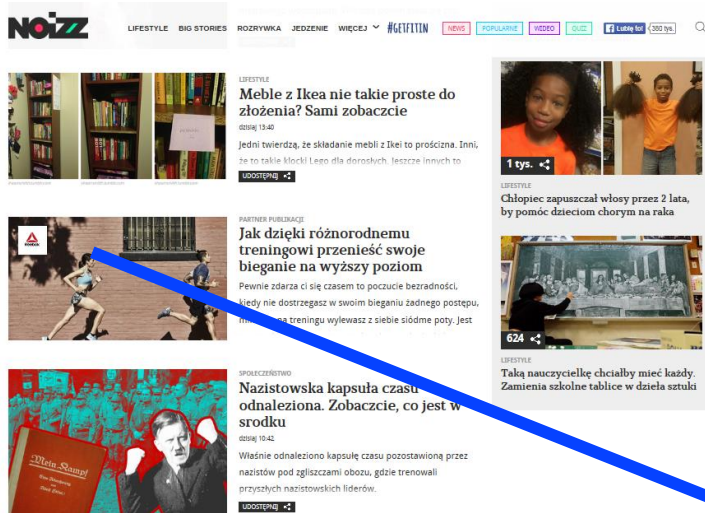 NOIZZ
LIFESTYLE BIG STORIES ROZRYWKA JEDZENIE WIĘCEJ #GETFITIN NEWS POPULARNE WIDEO QUIZ Lubię to! 380 tys.
LIFESTYLE
Meble z Ikea nie takie proste do
złożenia? Sami zobaczcie
dzisiaj 13:40
Jedni twierdzą, że składanie mebli z Ikei to prościzna. Inni,
że to takie klocki Lego dla dorosłych. Jeszcze innych to
UDOSTĘPNIJ
PARTNER PUBLIKACJI
Jak dzięki różnorodnemu
treningowi przenieść swoje
bieganie na wyższy poziom
Pewnie zdarza ci się czasem to poczucie bezradności,
kiedy nie dostrzegasz w swoim bieganiu żadnego postępu,
na treningu wylewasz z siebie siódme poty. Jest
SPOŁECZEŃSTWO
Nazistowska kapsuła czasu
odnaleziona. Zobaczcie, co jest w
srodku
dzisiaj 10:42
Właśnie odnaleziono kapsułę czasu pozostawioną przez
nazistów pod zgliszczami obozu, gdzie trenowali
przyszłych nazistowskich liderów.
UDOSTĘPNIJ
Mein Kampf
1 tys.
LIFESTYLE
Chłopiec zapuszczał włosy przez 2 lata,
by pomóc dzieciom chorym na raka
624
LIFESTYLE
Taką nauczycielkę chciałby mieć każdy.
Zamienia szkolne tablice w dzieła sztuki